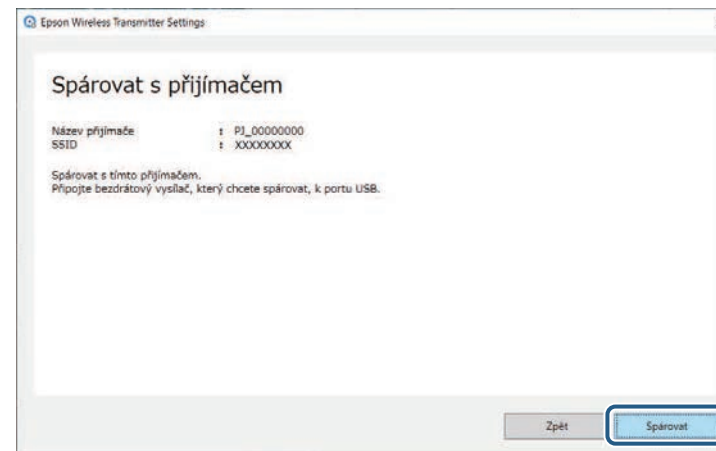 Epson Wireless Transmitter Settings
Spárovat s přijímačem
Název přijímače : PJ_00000000
SSID : XXXXXXXX
Spárovat s tímto přijímačem.
Připojte bezdrátový vysílač, který chcete spárovat, k portu USB.
Zpět Spárovat